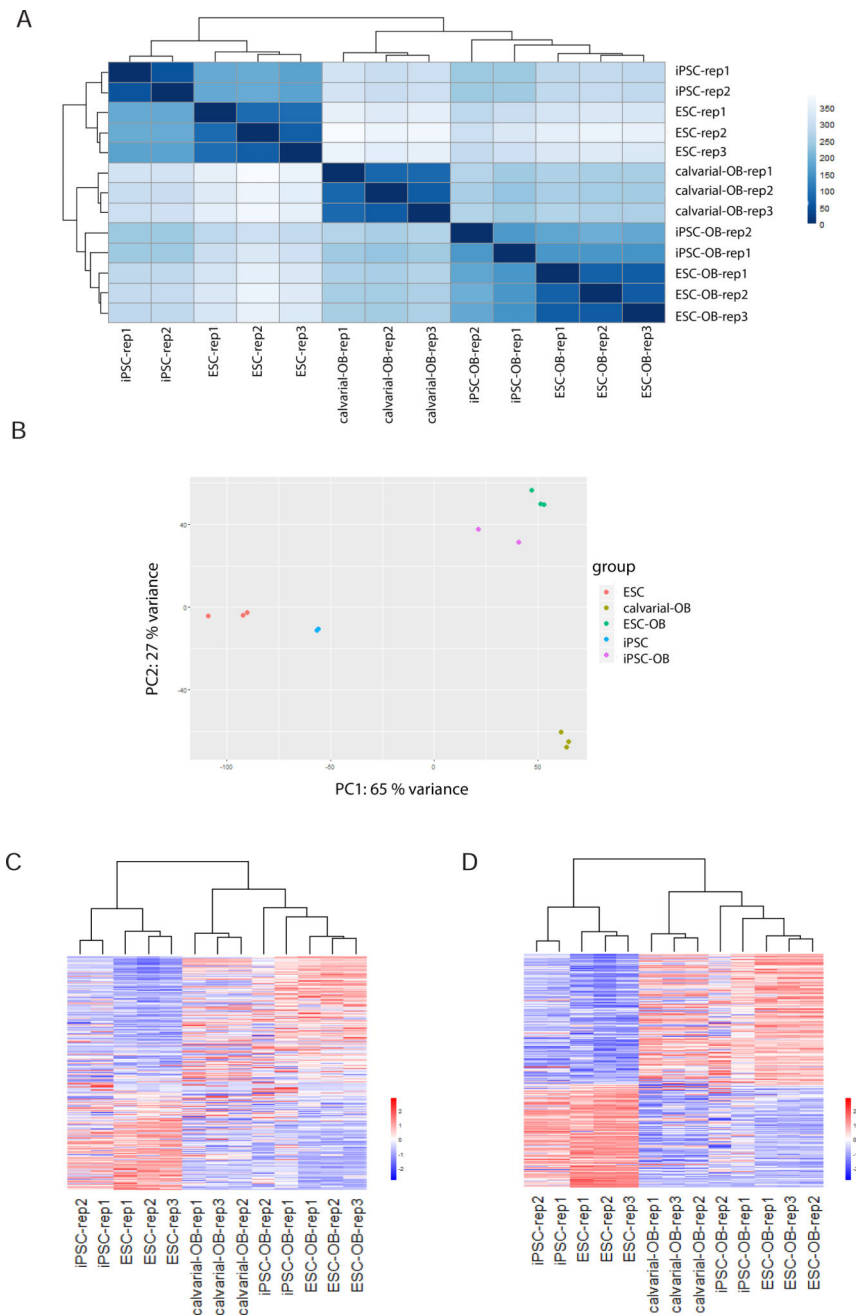 A
iPSC-rep1
iPSC-rep2
ESC-rep1
ESC-rep2
ESC-rep3
calvarial-OB-rep1
calvarial-OB-rep2
calvarial-OB-rep3
iPSC-OB-rep2
iPSC-OB-rep1
ESC-OB-rep1
ESC-OB-rep2
ESC-OB-rep3
350
300
250
200
150
100
50
0
iPSC-rep1
iPSC-rep2
ESC-rep1
ESC-rep2
ESC-rep3
calvarial-OB-rep1
calvarial-OB-rep2
calvarial-OB-rep3
iPSC-OB-rep2
iPSC-OB-rep1
ESC-OB-rep1
ESC-OB-rep2
ESC-OB-rep3
B
PC2: 27 % variance
40
0
-40
-100
-50
0
50
PC1: 65 % variance
group
ESC
calvarial-OB
ESC-OB
iPSC
iPSC-OB
C
2
1
0
-1
-2
iPSC-rep2
iPSC-rep1
ESC-rep1
ESC-rep2
ESC-rep3
calvarial-OB-rep1
calvarial-OB-rep3
calvarial-OB-rep2
iPSC-OB-rep2
iPSC-OB-rep1
ESC-OB-rep1
ESC-OB-rep2
ESC-OB-rep3
D
2
1
0
-1
-2
iPSC-rep2
iPSC-rep1
ESC-rep1
ESC-rep2
ESC-rep3
calvarial-OB-rep1
calvarial-OB-rep3
calvarial-OB-rep2
iPSC-OB-rep2
iPSC-OB-rep1
ESC-OB-rep1
ESC-OB-rep3
ESC-OB-rep2